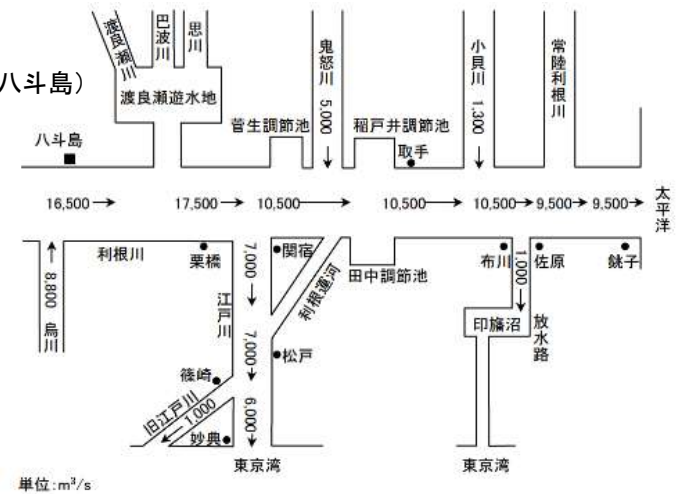 渡良瀬川
巴波川
思川
鬼怒川 5,000
小貝川 1,300
常陸利根川
八斗島)
渡良瀬遊水地
菅生調節池
稲戸井調節池
取手
八斗島
16,500
17,500
10,500
10,500
10,500
9,500
9,500
太平洋
利根川
栗橋
7,000
関宿
田中調節池
布川
1,000
佐原
銚子
8,800 烏川
江戸川
利根運河
印旛沼
放水路
7,000
松戸
篠崎
旧江戸川
1,000
6,000
妙典
東京湾
東京湾
単位:m³/s